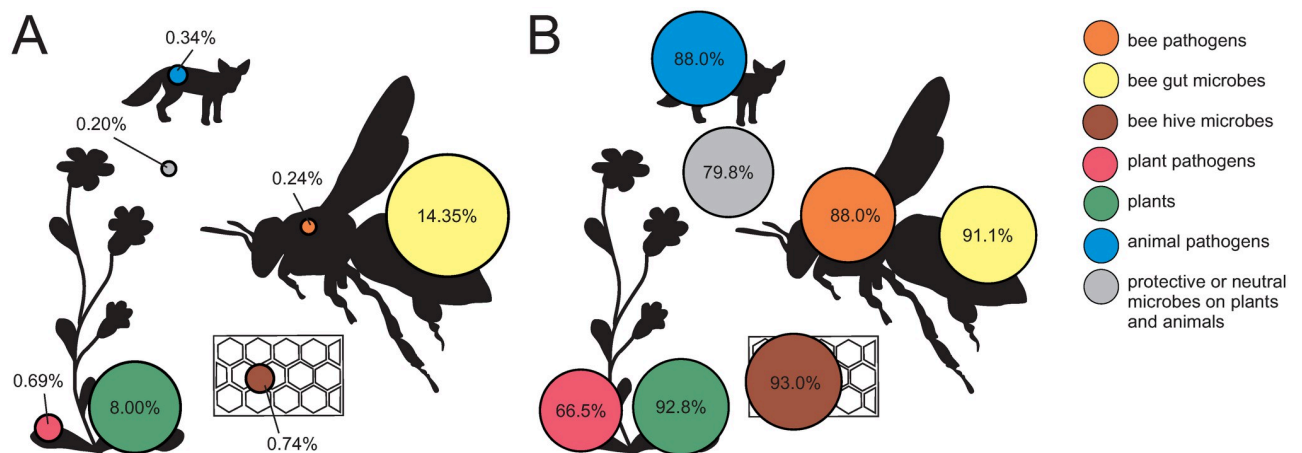 A
0.34%
0.20%
0.24%
14.35%
0.69%
8.00%
0.74%
B
88.0%
79.8%
88.0%
91.1%
66.5%
92.8%
93.0%
bee pathogens
bee gut microbes
bee hive microbes
plant pathogens
plants
animal pathogens
protective or neutral
microbes on plants
and animals